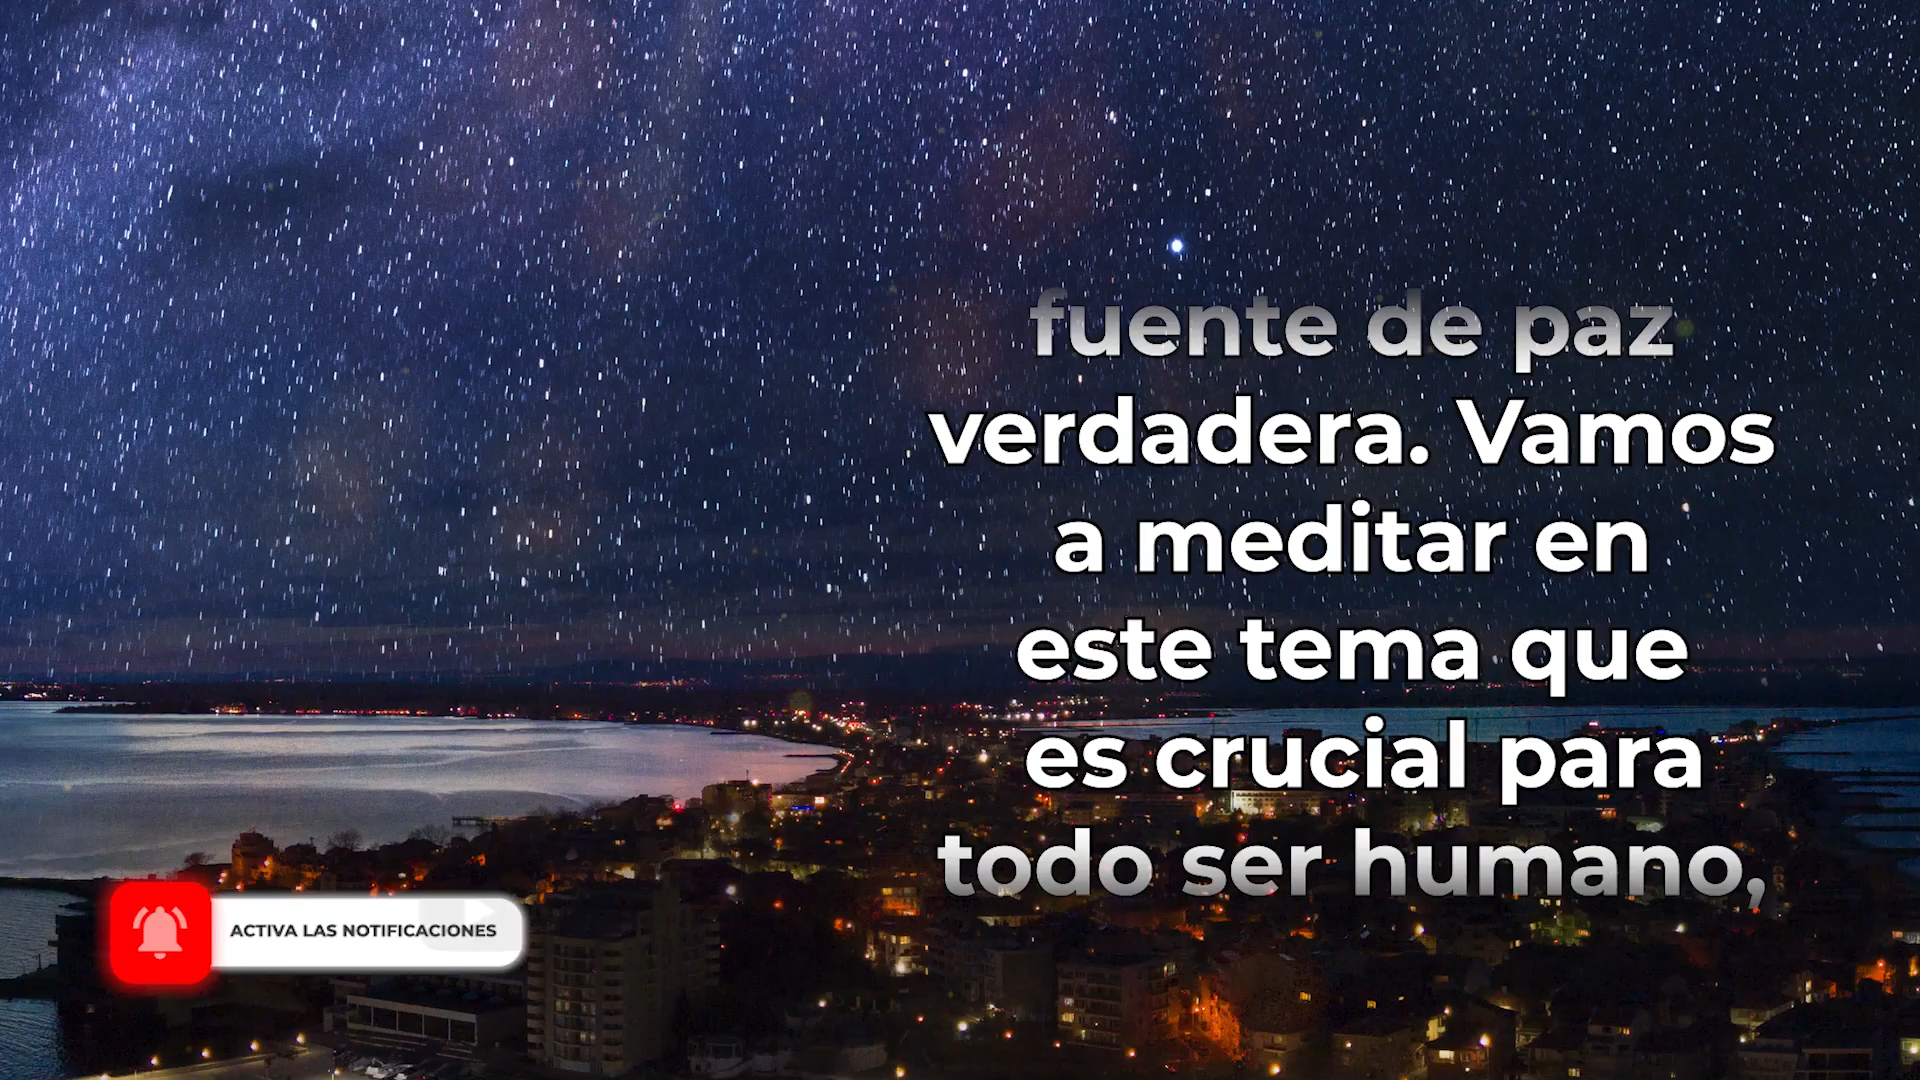 fuente de paz
verdadera. Vamos
a meditar en
este tema que
es crucial para
todo ser humano,
ACTIVA LAS NOTIFICACIONES